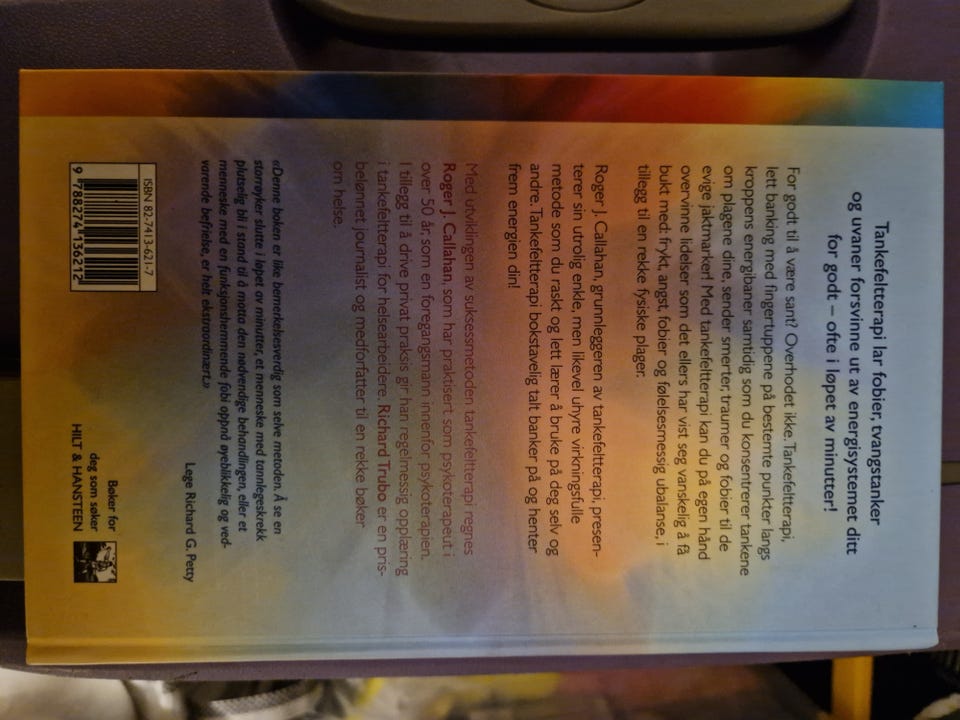 Tankefeltterapi lar fobier, tvangstanker
og uvaner forsvinne ut av energisystemet ditt
for godt – ofte i løpet av minutter!
For godt til å være sant? Overhodet ikke. Tankefeltterapi,
lett banking med fingertuppene på bestemte punkter langs
kroppens energibaner samtidig som du konsentrerer tankene
om plagene dine, sender smerter, traumer og fobier til de
evige jaktmarker! Med tankefeltterapi kan du på egen hånd
overvinne lidelser som det ellers har vist seg vanskelig å få
bukt med: frykt, angst, fobier og følelsesmessig ubalanse, i
tillegg til en rekke fysiske plager.
Roger J. Callahan, grunnleggeren av tankefeltterapi, presen-
terer sin utrolig enkle, men likevel uhyre virkningsfulle
metode som du raskt og lett lærer å bruke på deg selv og
andre. Tankefeltterapi bokstavelig talt banker på og henter
frem energien din!
Med utviklingen av suksessmetoden tankefeltterapi regnes
Roger J. Callahan, som har praktisert som psykoterapeut i
over 50 år som en foregangsmann innenfor psykoterapien.
I tillegg til å drive privat praksis gir han regelmessig opplæring
i tankefeltterapi for helsearbeidere. Richard Trubo er en pris-
belønnet journalist og medforfatter til en rekke bøker
om helse.
«Denne boken er like bemerkelsesverdig som selve metoden. Å se en
storrøyker slutte i løpet av minutter, et menneske med tannlegeskrekk
plutselig bli i stand til å motta den nødvendige behandlingen, eller et
menneske med en funksjonshemmende fobi oppnå øyeblikkelig og ved-
varende befrielse, er helt ekstraordinært.»
Lege Richard G. Petty
ISBN 82-7413-621-7
9 788274 136212
Bøker for
deg som søker
HILT & HANSTEEN